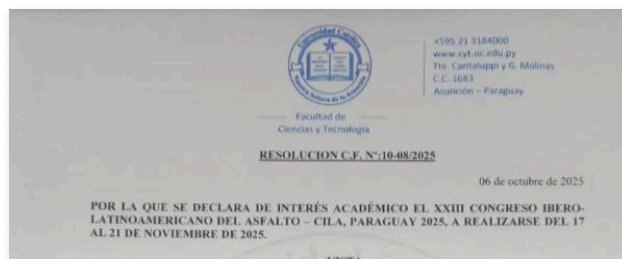 Universidad Católica
Nuestra Señora de la Asunción
Facultad de
Ciencias y Tecnología
+595 21 3184000
www.cyt.uc.edu.py
Tte. Cantaluppi y G. Molinas
C.C. 1683
Asunción – Paraguay
RESOLUCION C.F. N°:10-08/2025
06 de octubre de 2025
POR LA QUE SE DECLARA DE INTERÉS ACADÉMICO EL XXIII CONGRESO IBERO-
LATINOAMERICANO DEL ASFALTO – CILA, PARAGUAY 2025, A REALIZARSE DEL 17
AL 21 DE NOVIEMBRE DE 2025.